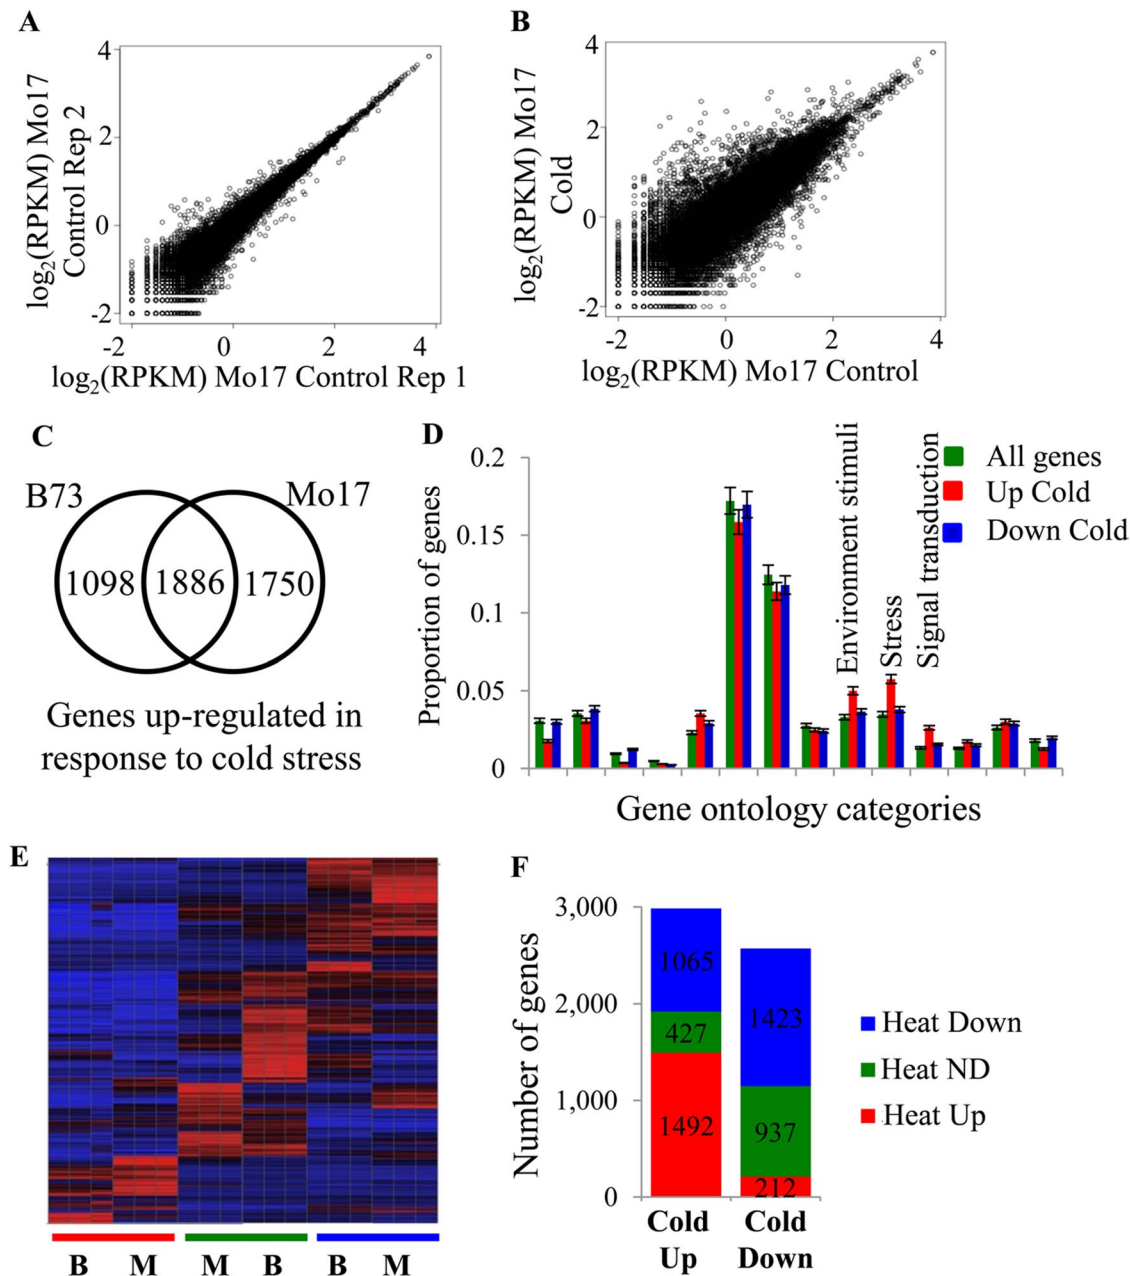 A
log2(RPKM) Mo17
Control Rep 2
4
2
0
-2
-2
0
2
4
log2(RPKM) Mo17 Control Rep 1
B
log2(RPKM) Mo17
Cold
4
2
0
-2
-2
0
2
4
log2(RPKM) Mo17 Control
C
B73
Mo17
1098
1886
1750
Genes up-regulated in
response to cold stress
D
Proportion of genes
0.2
0.15
0.1
0.05
0
Environment stimuli
Stress
Signal transduction
All genes
Up Cold
Down Cold
Gene ontology categories
E
B M M B B M
F
Number of genes
3,000
2,000
1,000
0
1065
427
1492
1423
937
212
Cold
Up
Cold
Down
Heat Down
Heat ND
Heat Up